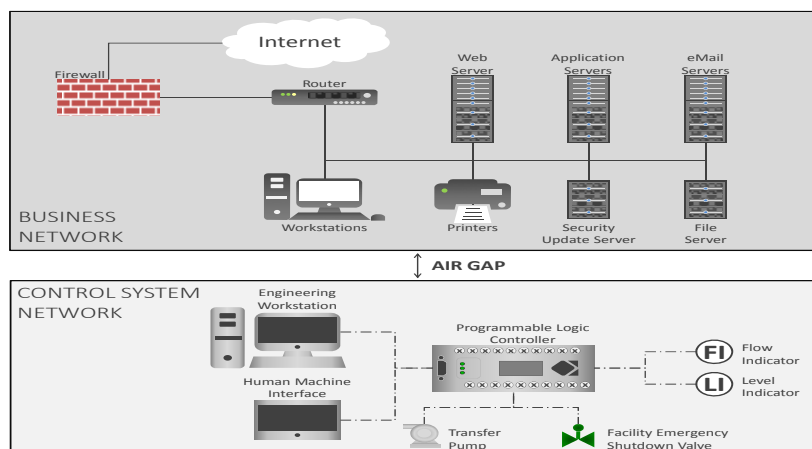 Internet
Firewall
Router
Web
Server
Application
Servers
eMail
Servers
Workstations
Printers
Security
Update Server
File
Server
BUSINESS
NETWORK
AIR GAP
CONTROL SYSTEM
NETWORK
Engineering
Workstation
Human Machine
Interface
Programmable Logic
Controller
FI
Flow
Indicator
LI
Level
Indicator
Transfer
Pump
Facility Emergency
Shutdown Valve